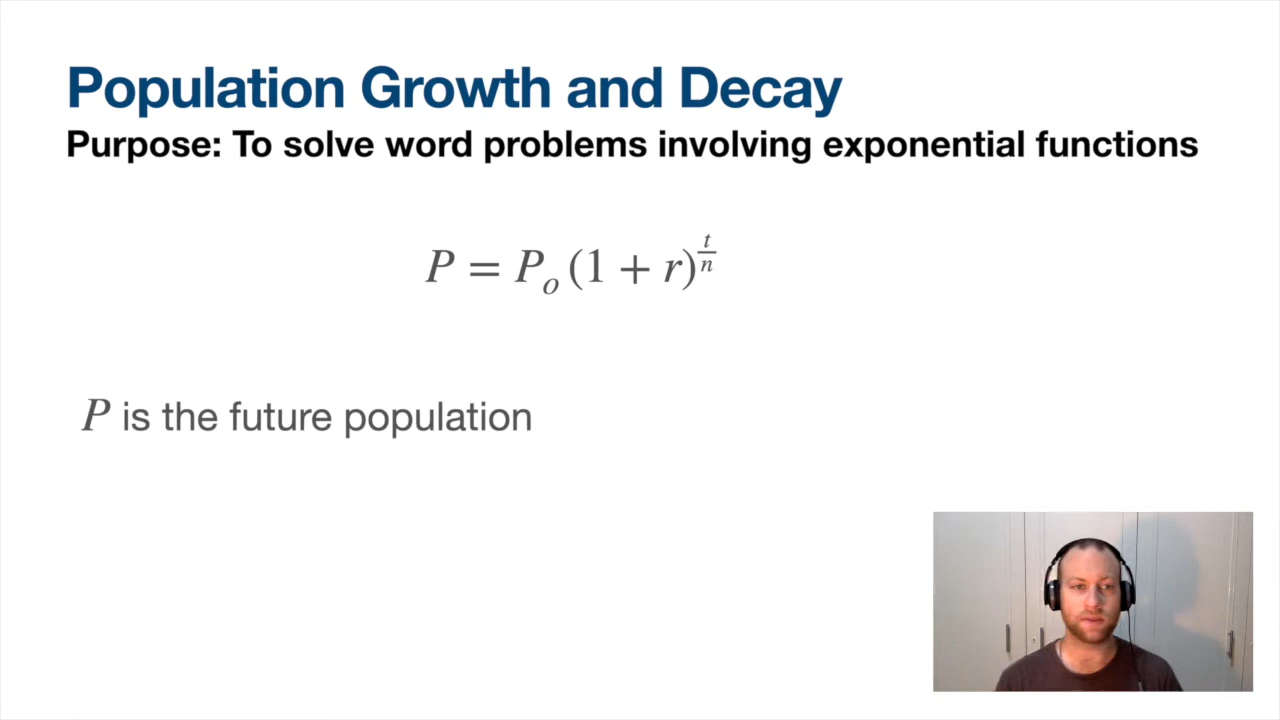 Population Growth and Decay
Purpose: To solve word problems involving exponential functions
P = Pₒ (1 + r)^(t/n)
P is the future population